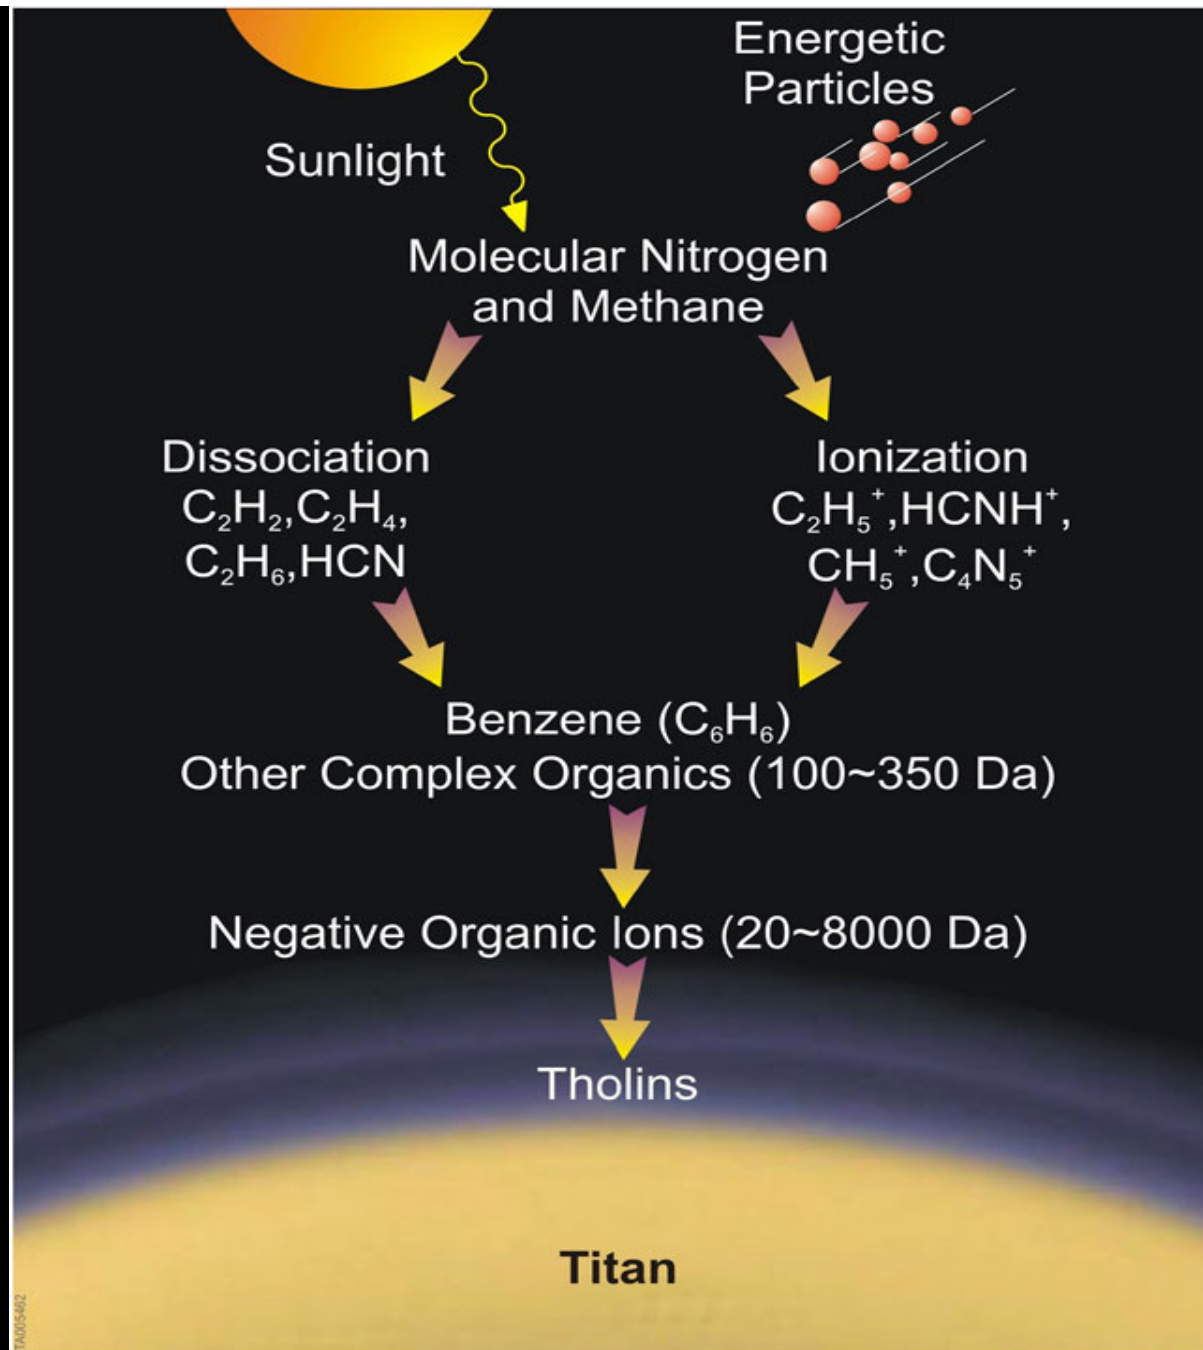 Energetic
Particles
Sunlight
Molecular Nitrogen
and Methane
Dissociation
C₂H₂,C₂H₄,
C₂H₆,HCN
Ionization
C₂H₅⁺,HCNH⁺,
CH₅⁺,C₄N₅⁺
Benzene (C₆H₆)
Other Complex Organics (100~350 Da)
Negative Organic Ions (20~8000 Da)
Tholins
Titan
TA005462